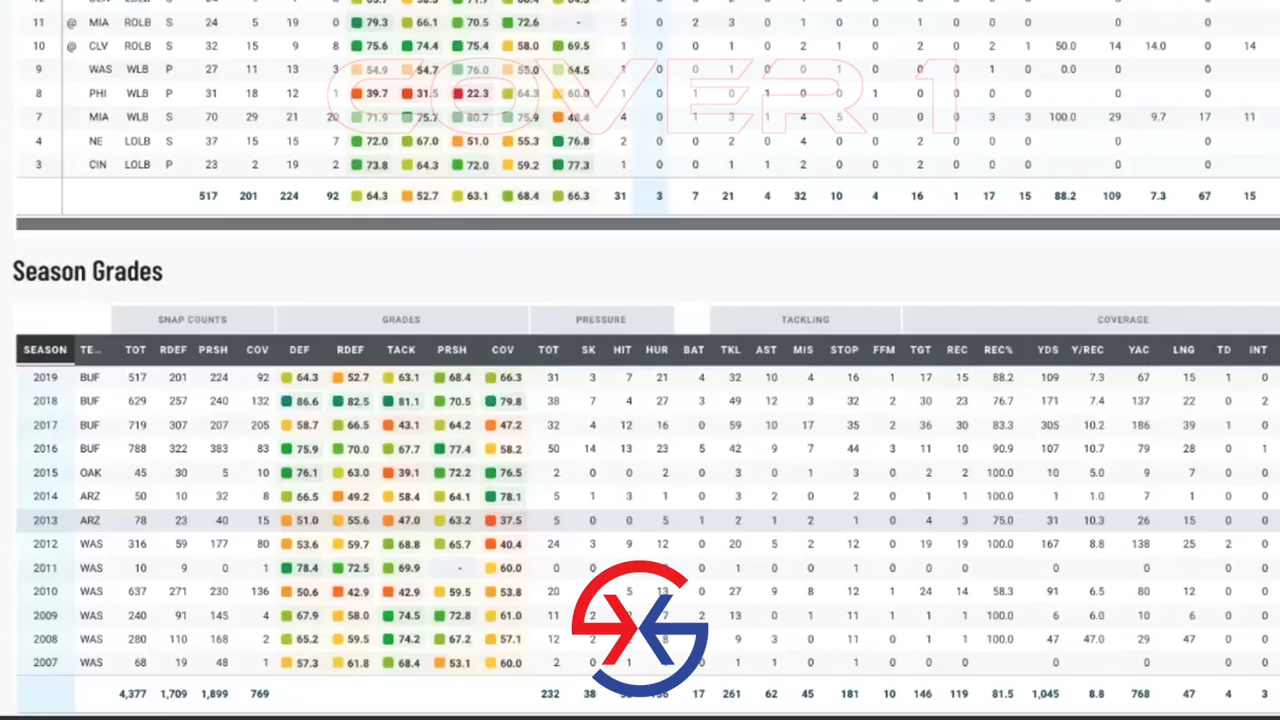 11 @ MIA ROLB S 24 5 19 0 79.3 66.1 70.5 72.6 - 5 0 2 3 0 1 0 0 1 0 0 0 0
10 @ CLV ROLB S 32 15 9 8 75.6 74.4 75.4 58.0 69.5 1 0 0 1 0 2 1 0 2 0 2 1 50.0 14 14.0 0 14
9 WAS WLB P 27 11 13 3 54.9 54.7 76.0 55.0 64.5 1 0 0 1 0 0 1 0 0 0 1 0 0.0 0 0
8 PHI WLB P 31 18 12 1 39.7 31.5 22.3 64.3 60.0 1 0 1 0 1 0 0 1 0 0 0 0 0
7 MIA WLB S 70 29 21 20 71.9 75.7 80.7 75.9 48.4 4 0 1 3 1 4 5 0 0 0 3 3 100.0 29 9.7 17 11
4 NE LOLB S 37 15 15 7 72.0 67.0 51.0 55.3 76.8 2 0 0 2 0 4 0 0 2 0 0 0 0
3 CIN LOLB P 23 2 19 2 73.8 64.3 72.0 59.2 77.3 1 0 0 1 1 2 0 0 2 0 0 0 0
517 201 224 92 64.3 52.7 63.1 68.4 66.3 31 3 7 21 4 32 10 4 16 1 17 15 88.2 109 7.3 67 15
COVER 1
Season Grades
SNAP COUNTS GRADES PRESSURE TACKLING COVERAGE
SEASON TE... TOT RDEF PRSH COV DEF RDEF TACK PRSH COV TOT SK HIT HUR BAT TKL AST MIS STOP FFM TGT REC REC% YDS Y/REC YAC LNG TD INT
2019 BUF 517 201 224 92 64.3 52.7 63.1 68.4 66.3 31 3 7 21 4 32 10 4 16 1 17 15 88.2 109 7.3 67 15 1 0
2018 BUF 629 257 240 132 86.6 82.5 81.1 70.5 79.8 38 7 4 27 3 49 12 3 32 2 30 23 76.7 171 7.4 137 22 0 2
2017 BUF 719 307 207 205 58.7 66.5 43.1 64.2 47.2 32 4 12 16 0 59 10 17 35 2 36 30 83.3 305 10.2 186 39 1 0
2016 BUF 788 322 383 83 75.9 70.0 67.7 77.4 58.2 50 14 13 23 5 42 9 7 44 3 11 10 90.9 107 10.7 79 28 0 1
2015 OAK 45 30 5 10 76.1 63.0 39.1 72.2 76.5 2 0 0 2 0 3 0 1 3 0 2 2 100.0 10 5.0 9 7 0 0
2014 ARZ 50 10 32 8 66.5 49.2 58.4 64.1 78.1 5 1 3 1 0 3 2 0 2 0 1 1 100.0 1 1.0 7 1 0 0
2013 ARZ 78 23 40 15 51.0 55.6 47.0 63.2 37.5 5 0 0 5 1 2 1 2 1 0 4 3 75.0 31 10.3 26 15 0 0
2012 WAS 316 59 177 80 53.6 59.7 68.8 65.7 40.4 24 3 9 12 0 20 5 2 12 0 19 19 100.0 167 8.8 138 25 2 0
2011 WAS 10 9 0 1 78.4 72.5 69.9 - 60.0 0 0 0 1 0 0 1 0 0 0 0 0 0 0 0
2010 WAS 637 271 230 136 50.6 42.9 42.9 59.5 53.8 20 5 13 0 27 9 8 12 1 24 14 58.3 91 6.5 80 12 0 0
2009 WAS 240 91 145 4 67.9 58.0 74.5 72.8 61.0 11 2 7 2 13 0 1 11 1 1 1 100.0 6 6.0 10 6 0 0
2008 WAS 280 110 168 2 65.2 59.5 74.2 67.2 57.1 12 2 8 0 9 3 0 11 0 1 1 100.0 47 47.0 29 47 0 0
2007 WAS 68 19 48 1 57.3 61.8 68.4 53.1 60.0 2 0 1 0 1 1 0 1 0 0 0 0 0 0 0 0
4,377 1,709 1,899 769 232 38 17 261 62 45 181 10 146 119 81.5 1,045 8.8 768 47 4 3